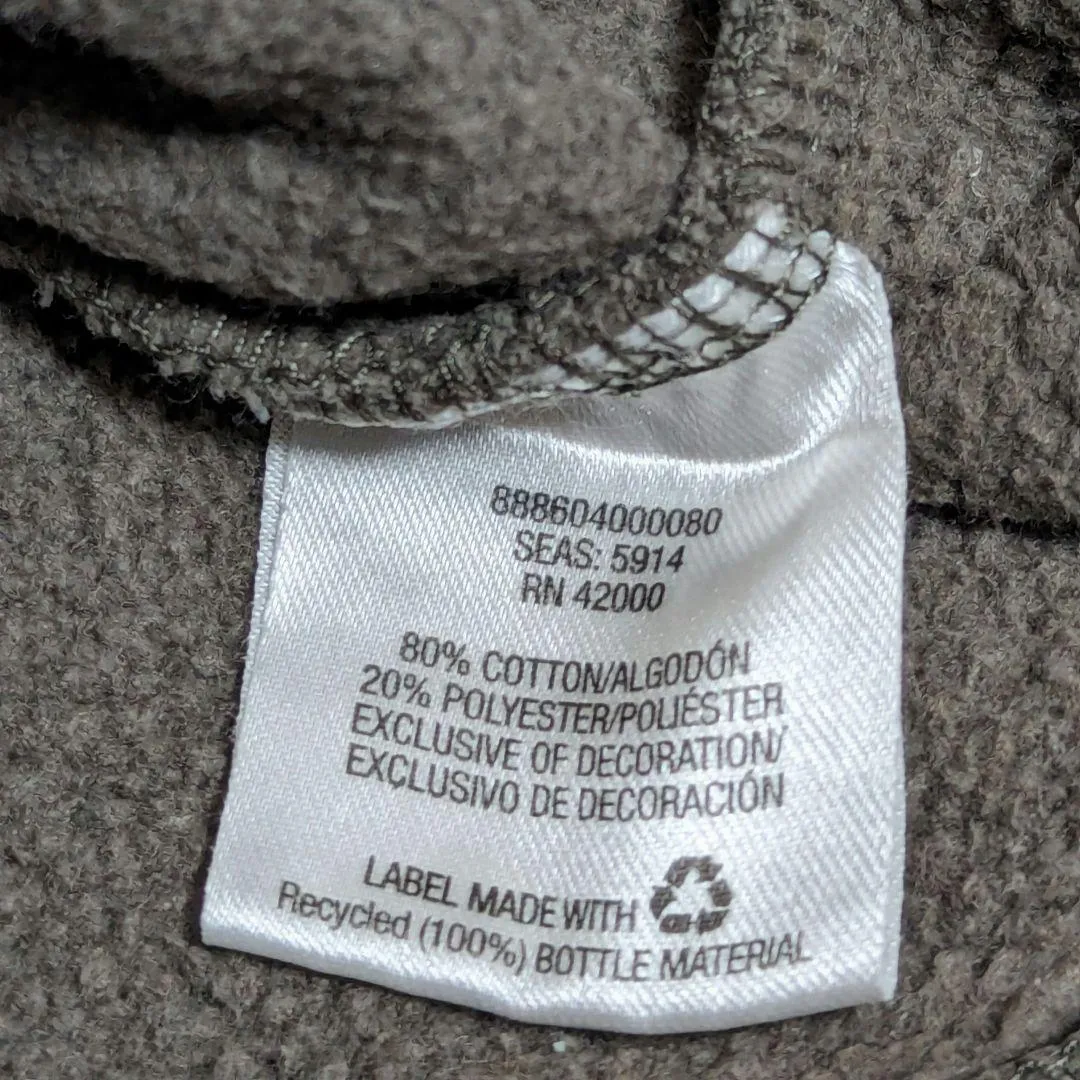 888604000080
SEAS: 5914
RN 42000
80% COTTON/ALGODÓN
20% POLYESTER/POLIÉSTER
EXCLUSIVE OF DECORATION/
EXCLUSIVO DE DECORACIÓN
LABEL MADE WITH
Recycled (100%) BOTTLE MATERIAL